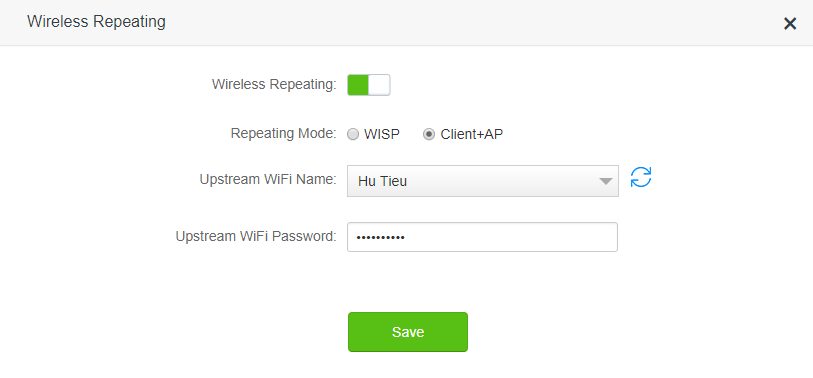 Wireless Repeating
Wireless Repeating:
Repeating Mode: WISP Client+AP
Upstream WiFi Name: Hu Tieu
Upstream WiFi Password: ••••••••••
Save